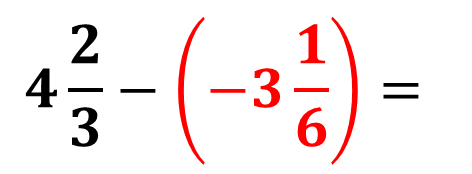 4 2/3 − (−3 1/6) =